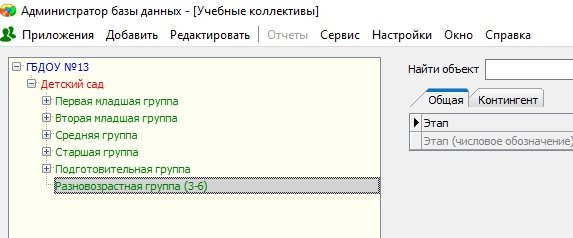 Администратор базы данных - [Учебные коллективы]
Приложения Добавить Редактировать Отчеты Сервис Настройки Окно Справка
ГБДОУ №13
Детский сад
Первая младшая группа
Вторая младшая группа
Средняя группа
Старшая группа
Подготовительная группа
Разновозрастная группа (3-6)
Найти объект
Общая Контингент
Этап
Этап (числовое обозначение)